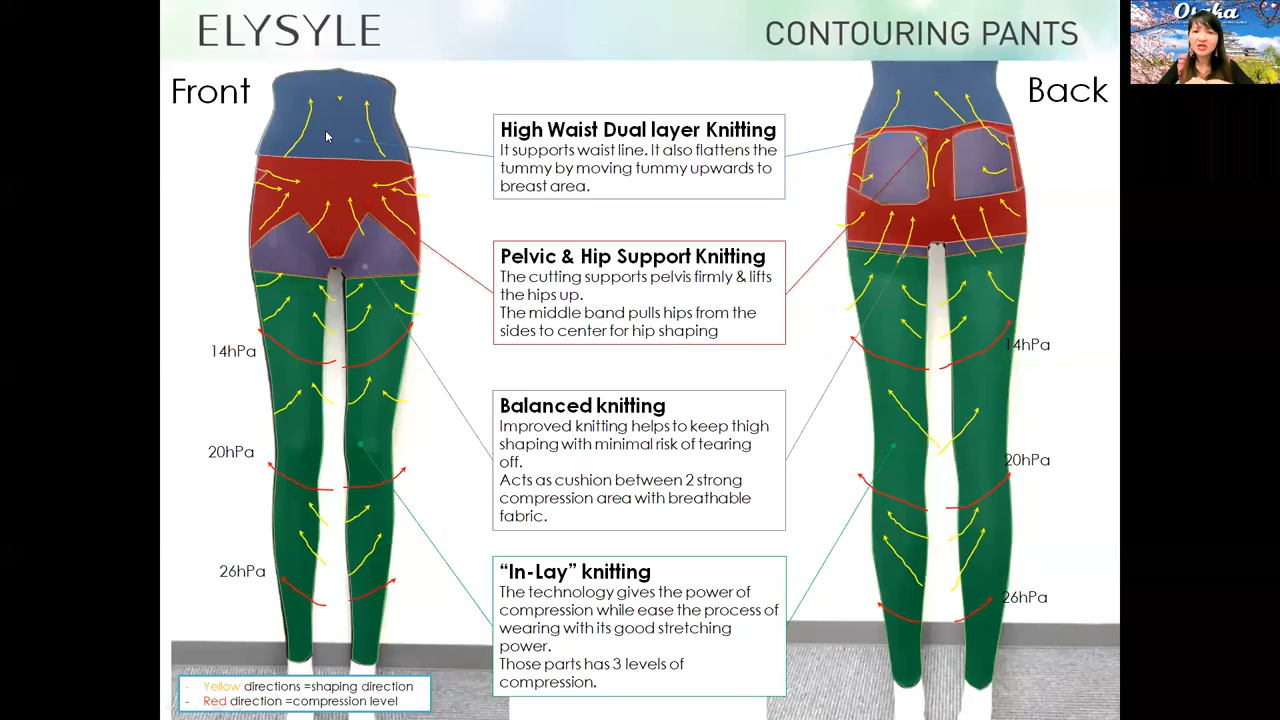 ELYSYLE
CONTOURING PANTS
Osaka
Front
Back
High Waist Dual layer Knitting
It supports waist line. It also flattens the
tummy by moving tummy upwards to
breast area.
Pelvic & Hip Support Knitting
The cutting supports pelvis firmly & lifts
the hips up.
The middle band pulls hips from the
sides to center for hip shaping
14hPa
14hPa
Balanced knitting
Improved knitting helps to keep thigh
shaping with minimal risk of tearing
off.
Acts as cushion between 2 strong
compression area with breathable
fabric.
20hPa
20hPa
"In-Lay" knitting
The technology gives the power of
compression while ease the process of
wearing with its good stretching
power.
Those parts has 3 levels of
compression.
26hPa
26hPa
- Yellow directions =shaping direction
- Red direction =compression level